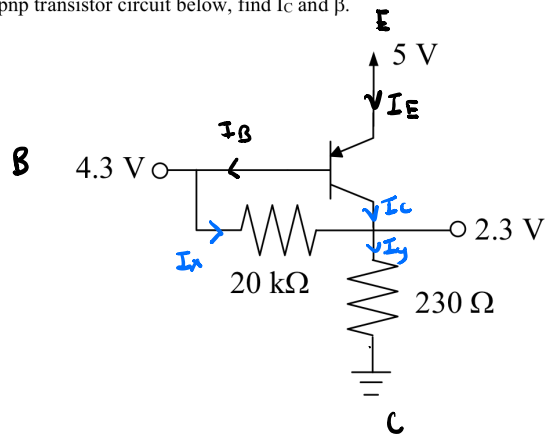 pnp transistor circuit below, find IC and β.
E
5 V
IE
IB
B
4.3 V
IC
2.3 V
Ix
Iy
20 kΩ
230 Ω
C